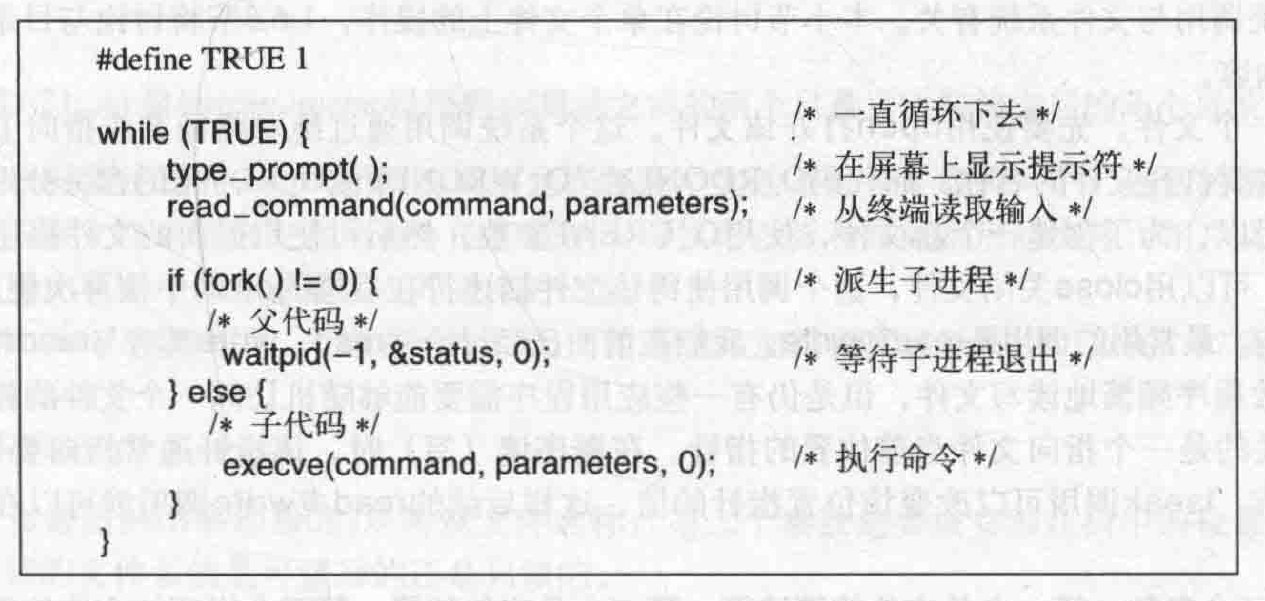 #define TRUE 1
while (TRUE) { /* 一直循环下去 */
type_prompt( ); /* 在屏幕上显示提示符 */
read_command(command, parameters); /* 从终端读取输入 */
if (fork( ) != 0) { /* 派生子进程 */
/* 父代码 */
waitpid(−1, &status, 0); /* 等待子进程退出 */
} else {
/* 子代码 */
execve(command, parameters, 0); /* 执行命令 */
}
}